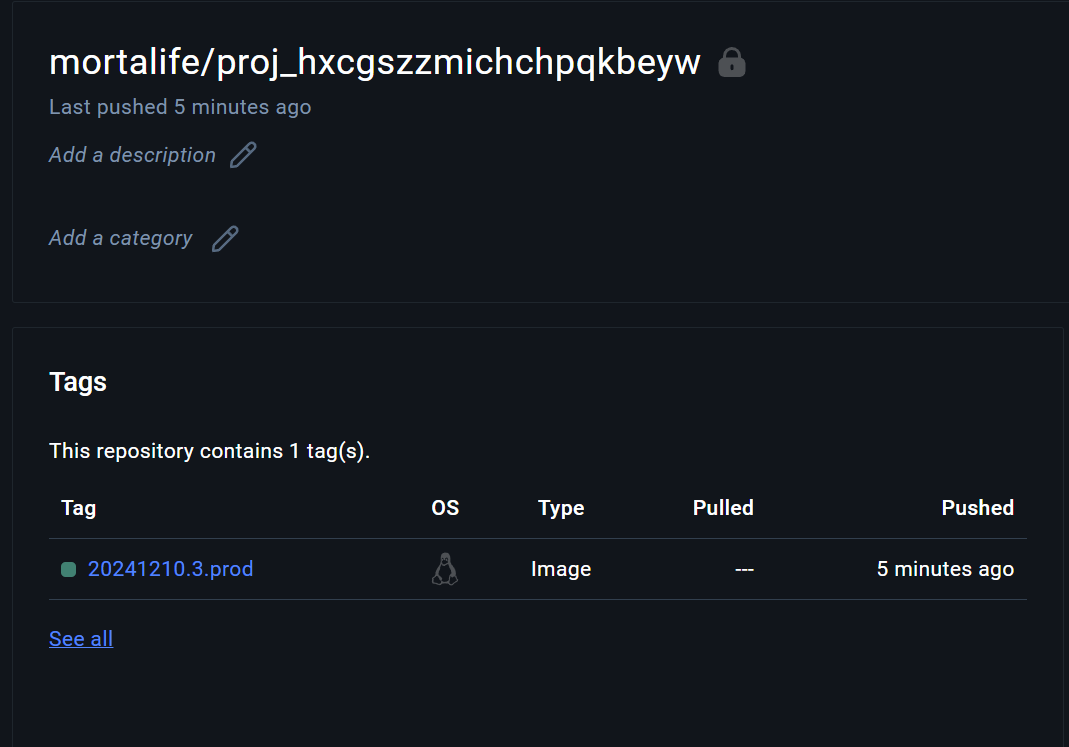 mortalife/proj_hxcgszzmichchpqkbeyw
Last pushed 5 minutes ago
Add a description
Add a category
Tags
This repository contains 1 tag(s).
Tag OS Type Pulled Pushed
20241210.3.prod Image --- 5 minutes ago
See all